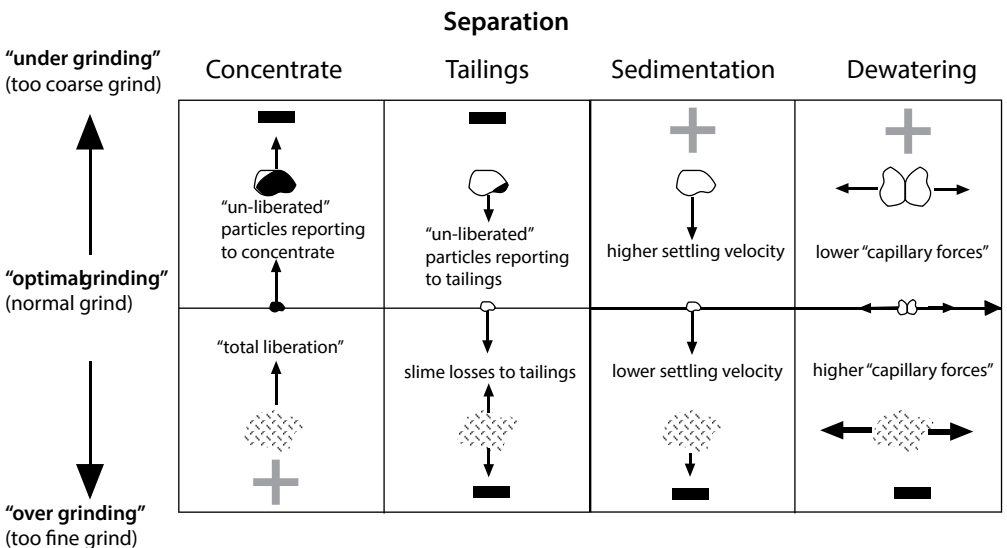 Separation
"under grinding"
(too coarse grind)
Concentrate
Tailings
Sedimentation
Dewatering
"un-liberated"
particles reporting
to concentrate
"un-liberated"
particles reporting
to tailings
higher settling velocity
lower "capillary forces"
"optimalgrinding"
(normal grind)
"total liberation"
slime losses to tailings
lower settling velocity
higher "capillary forces"
"over grinding"
(too fine grind)